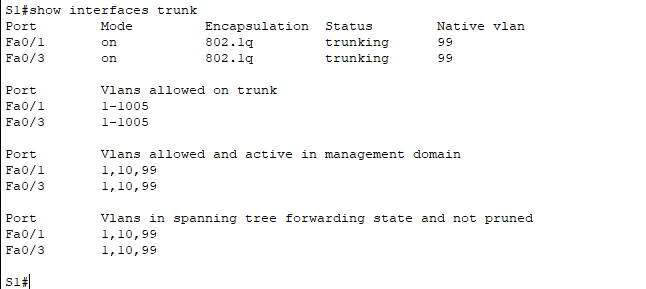 S1#show interfaces trunk
Port        Mode         Encapsulation  Status        Native vlan
Fa0/1       on           802.1q         trunking      99
Fa0/3       on           802.1q         trunking      99

Port        Vlans allowed on trunk
Fa0/1       1-1005
Fa0/3       1-1005

Port        Vlans allowed and active in management domain
Fa0/1       1,10,99
Fa0/3       1,10,99

Port        Vlans in spanning tree forwarding state and not pruned
Fa0/1       1,10,99
Fa0/3       1,10,99

S1#